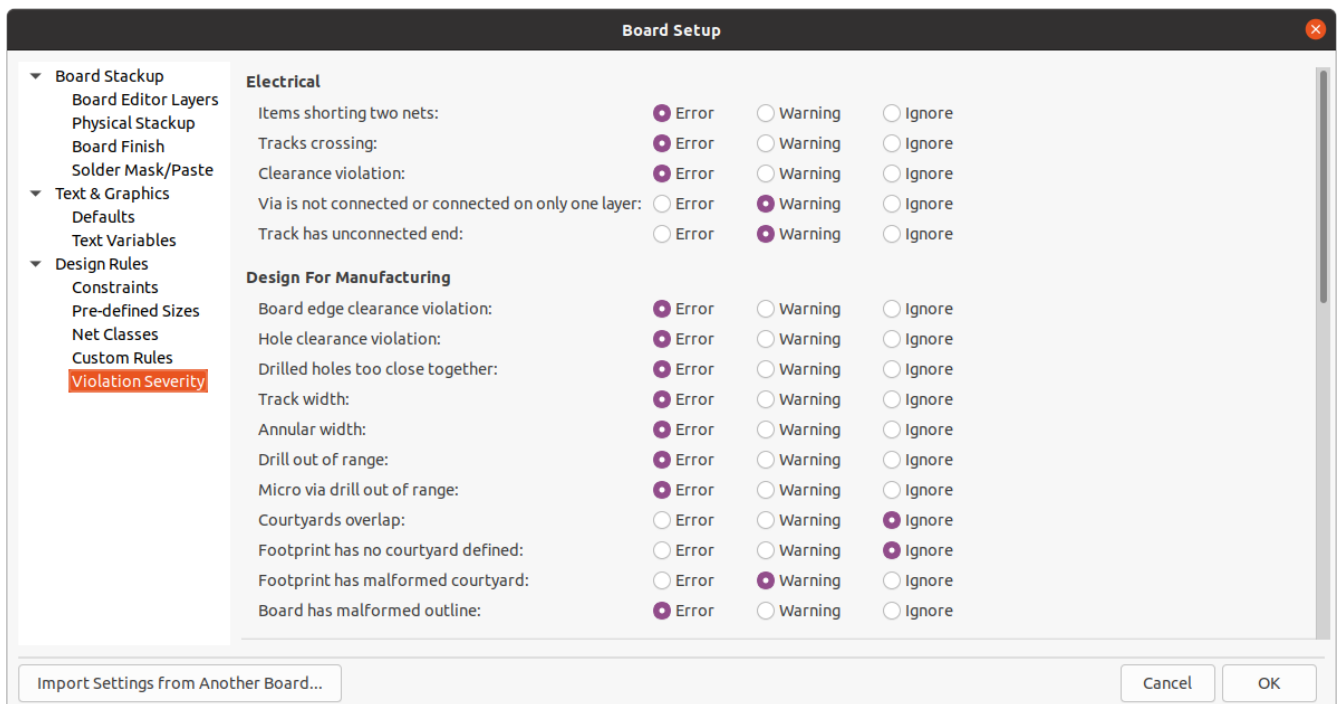 Board Setup
Board Stackup
Board Editor Layers
Physical Stackup
Board Finish
Solder Mask/Paste
Text & Graphics
Defaults
Text Variables
Design Rules
Constraints
Pre-defined Sizes
Net Classes
Custom Rules
Violation Severity
Electrical
Items shorting two nets: Error Warning Ignore
Tracks crossing: Error Warning Ignore
Clearance violation: Error Warning Ignore
Via is not connected or connected on only one layer: Error Warning Ignore
Track has unconnected end: Error Warning Ignore
Design For Manufacturing
Board edge clearance violation: Error Warning Ignore
Hole clearance violation: Error Warning Ignore
Drilled holes too close together: Error Warning Ignore
Track width: Error Warning Ignore
Annular width: Error Warning Ignore
Drill out of range: Error Warning Ignore
Micro via drill out of range: Error Warning Ignore
Courtyards overlap: Error Warning Ignore
Footprint has no courtyard defined: Error Warning Ignore
Footprint has malformed courtyard: Error Warning Ignore
Board has malformed outline: Error Warning Ignore
Import Settings from Another Board... Cancel OK